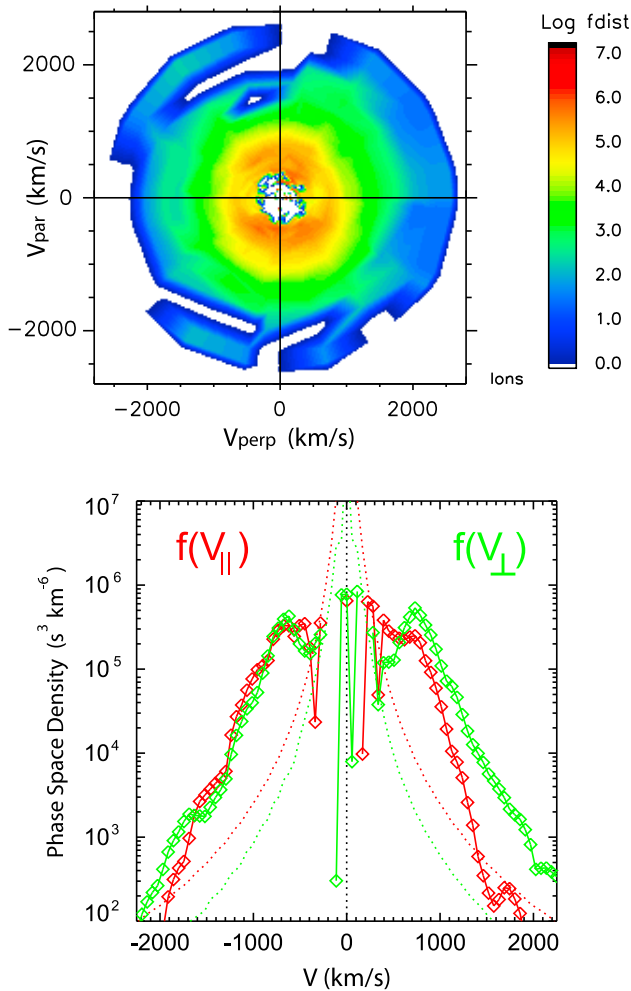 Log fdist
7.0
6.0
5.0
4.0
3.0
2.0
1.0
0.0
2000
0
−2000
Vpar (km/s)
−2000 0 2000
Vperp (km/s)
Ions
10^7
10^6
10^5
10^4
10^3
10^2
f(V||)
f(V⊥)
Phase Space Density (s^3 km^-6)
-2000 -1000 0 1000 2000
V (km/s)